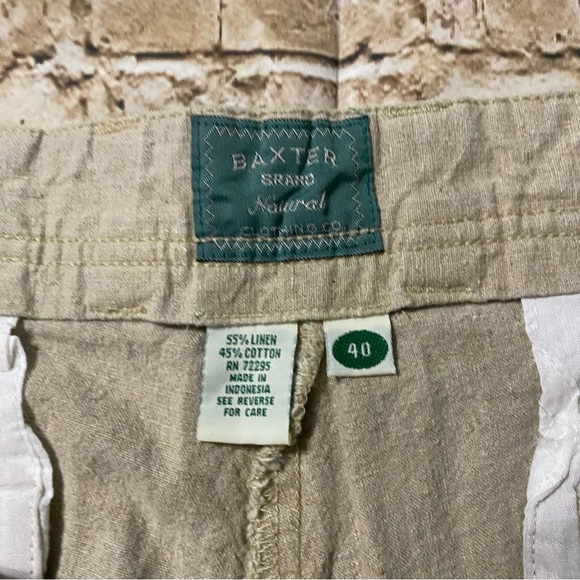 BAXTER
BRAND
Natural
CLOTHING CO
55% LINEN
45% COTTON
RN 72295
MADE IN
INDONESIA
SEE REVERSE
FOR CARE
40